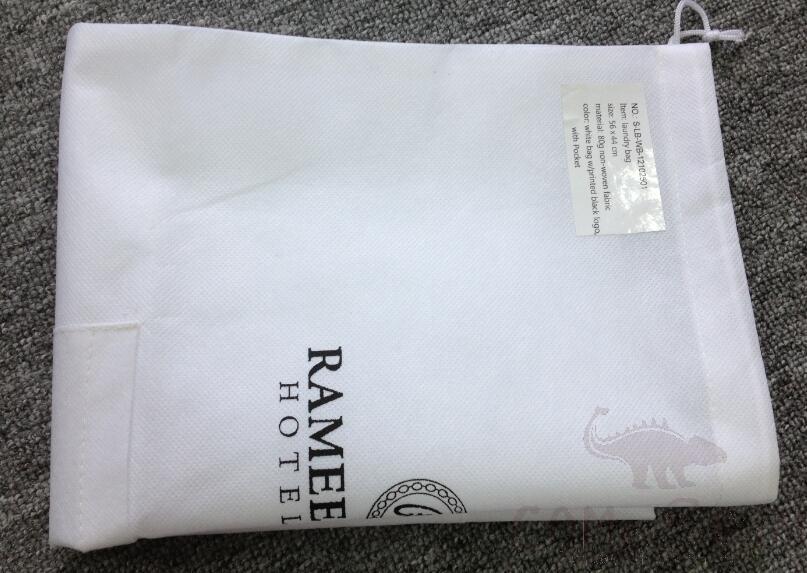 NO.: S-LB-WB-12102901
Item: laundry bag
size: 56 x 44 cm
material: 80g non-woven fabric
color: white bag w/printed black logo,
with Pocket
RAMEE
HOTEL